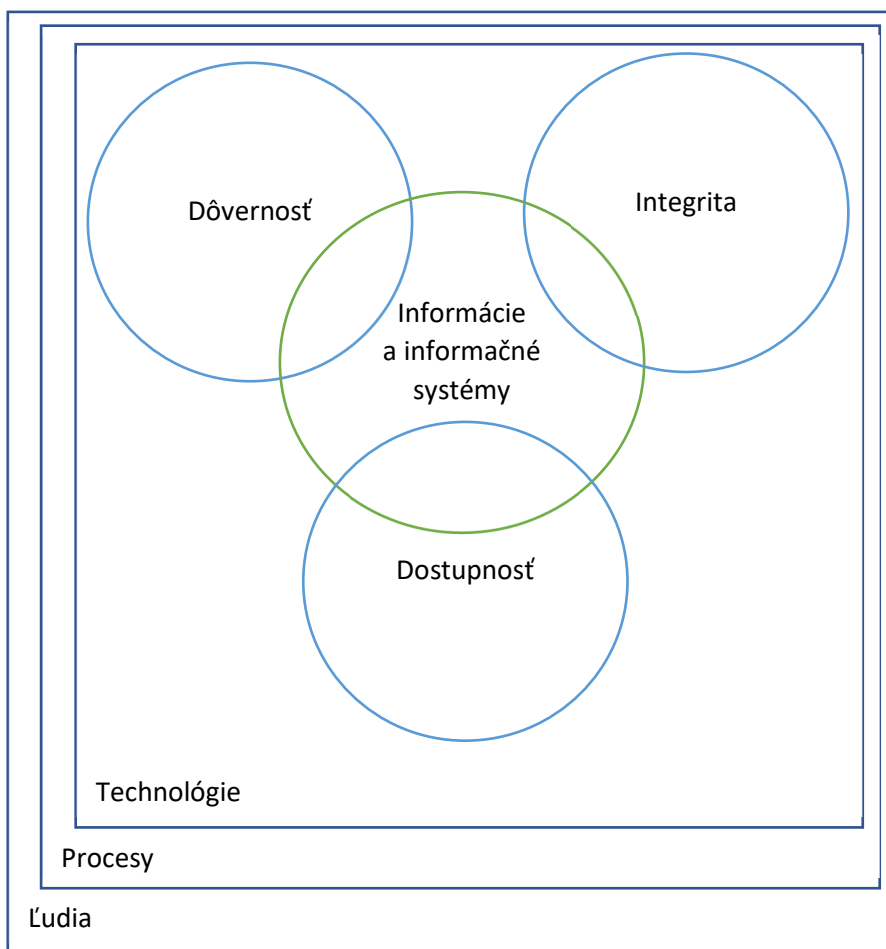 Dôvernosť
Integrita
Informácie
a informačné
systémy
Dostupnosť
Technológie
Procesy
Ľudia